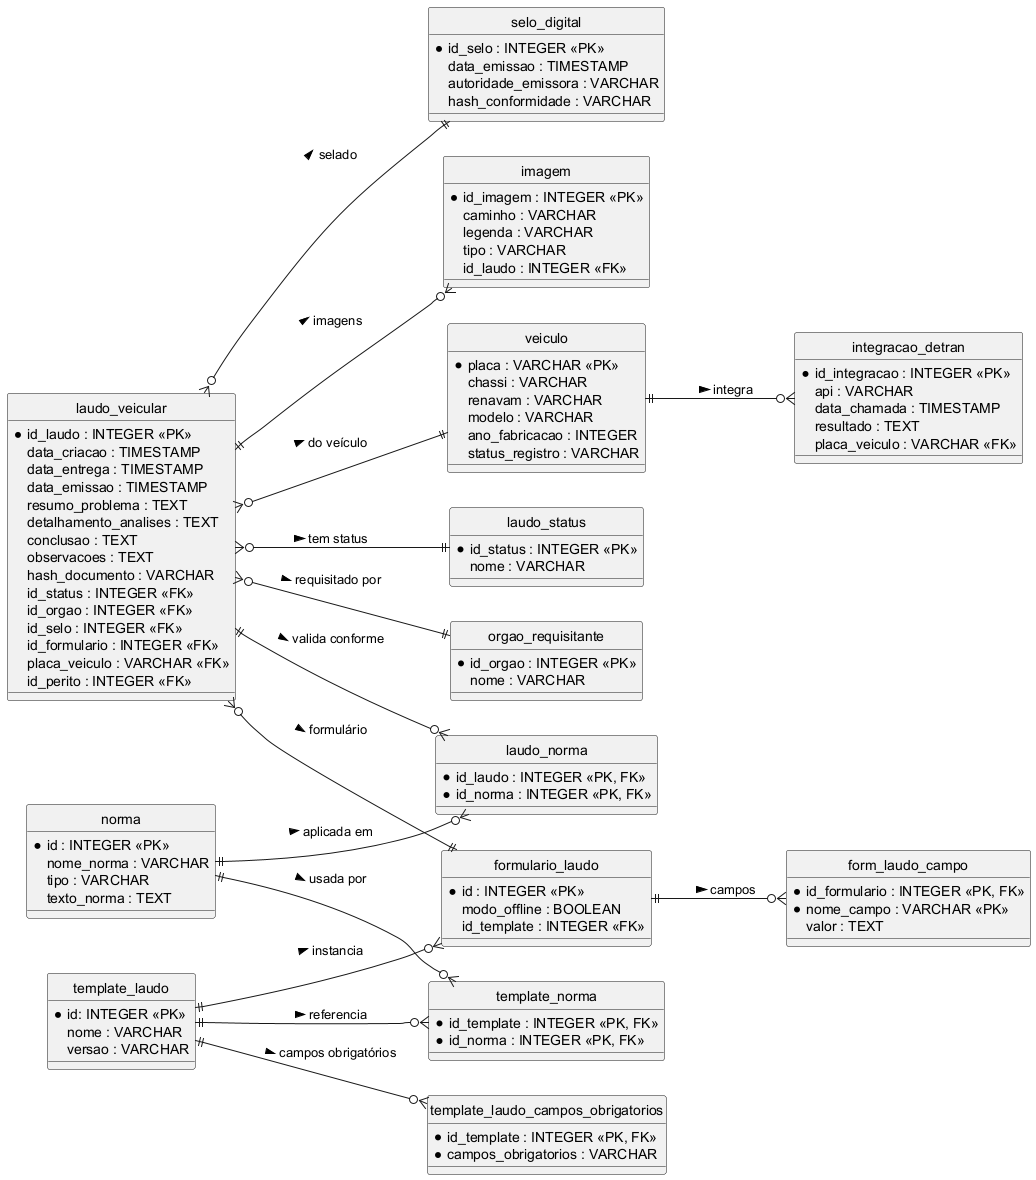 selo_digital
id_selo : INTEGER «PK»
data_emissao : TIMESTAMP
autoridade_emissora : VARCHAR
hash_conformidade : VARCHAR
selado
imagem
id_imagem : INTEGER «PK»
caminho : VARCHAR
legenda : VARCHAR
tipo : VARCHAR
id_laudo : INTEGER «FK»
imagens
veiculo
placa : VARCHAR «PK»
chassi : VARCHAR
renavam : VARCHAR
modelo : VARCHAR
ano_fabricacao : INTEGER
status_registro : VARCHAR
integra
integracao_detran
id_integracao : INTEGER «PK»
api : VARCHAR
data_chamada : TIMESTAMP
resultado : TEXT
placa_veiculo : VARCHAR «FK»
laudo_veicular
id_laudo : INTEGER «PK»
data_criacao : TIMESTAMP
data_entrega : TIMESTAMP
data_emissao : TIMESTAMP
resumo_problema : TEXT
detalhamento_analises : TEXT
conclusao : TEXT
observacoes : TEXT
hash_documento : VARCHAR
id_status : INTEGER «FK»
id_orgao : INTEGER «FK»
id_selo : INTEGER «FK»
id_formulario : INTEGER «FK»
placa_veiculo : VARCHAR «FK»
id_perito : INTEGER «FK»
do veículo
tem status
laudo_status
id_status : INTEGER «PK»
nome : VARCHAR
requisitado por
orgao_requisitante
id_orgao : INTEGER «PK»
nome : VARCHAR
valida conforme
formulário
laudo_norma
id_laudo : INTEGER «PK, FK»
id_norma : INTEGER «PK, FK»
norma
id : INTEGER «PK»
nome_norma : VARCHAR
tipo : VARCHAR
texto_norma : TEXT
aplicada em
usada por
formulario_laudo
id : INTEGER «PK»
modo_offline : BOOLEAN
id_template : INTEGER «FK»
campos
form_laudo_campo
id_formulario : INTEGER «PK, FK»
nome_campo : VARCHAR «PK»
valor : TEXT
template_laudo
id: INTEGER «PK»
nome : VARCHAR
versao : VARCHAR
instancia
referencia
campos obrigatórios
template_norma
id_template : INTEGER «PK, FK»
id_norma : INTEGER «PK, FK»
template_laudo_campos_obrigatorios
id_template : INTEGER «PK, FK»
campos_obrigatorios : VARCHAR